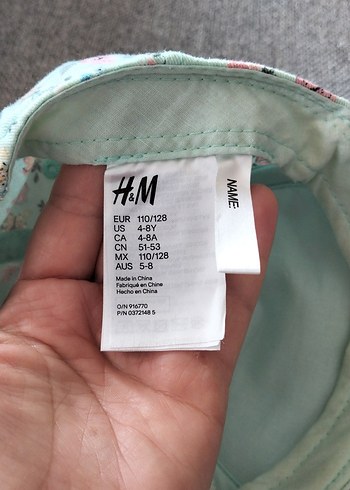 H&M
EUR 110/128
US 4-8Y
CA 4-8A
CN 51-53
MX 110/128
AUS 5-8
Made in China
Fabriqué en Chine
Hecho en China
O/N 916770
P/N 0372148 5
NAME: